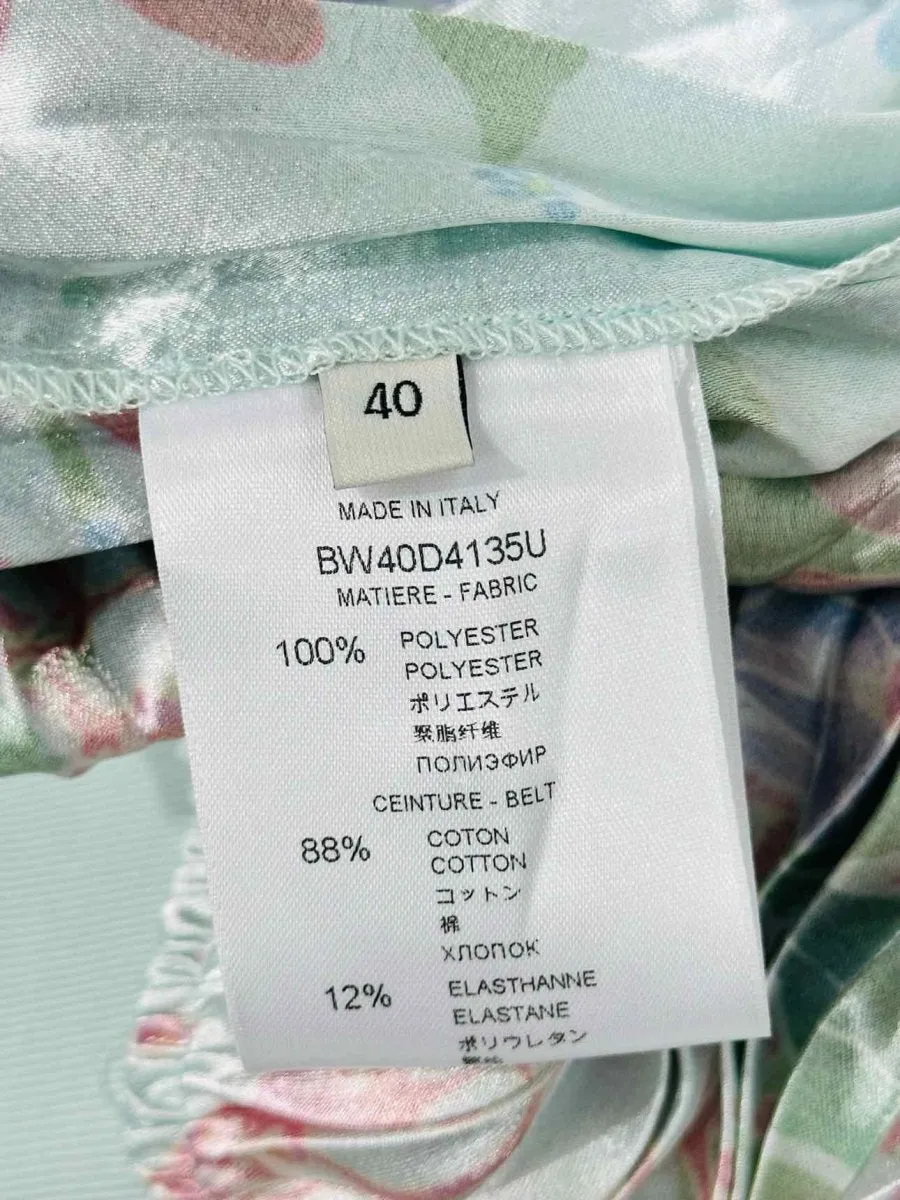 40
MADE IN ITALY
BW40D4135U
MATIERE - FABRIC
100% POLYESTER
POLYESTER
ポリエステル
聚脂纤维
ПОЛИЭФИР
CEINTURE - BELT
88% COTON
COTTON
コットン
棉
ХЛОПОК
12% ELASTHANNE
ELASTANE
ポリウレタン